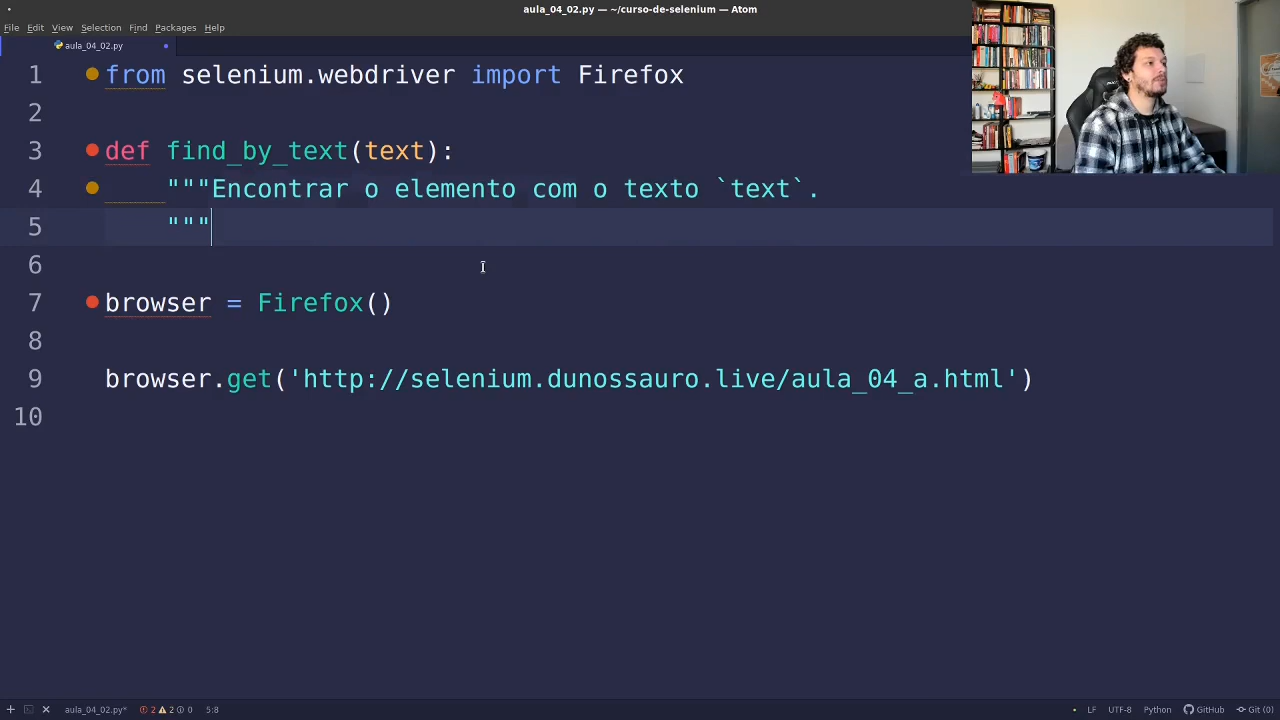 aula_04_02.py — ~/curso-de-selenium — Atom
File Edit View Selection Find Packages Help
aula_04_02.py
1 from selenium.webdriver import Firefox
2
3 def find_by_text(text):
4 """Encontrar o elemento com o texto `text`.
5 """
6
7 browser = Firefox()
8
9 browser.get('http://selenium.dunossauro.live/aula_04_a.html')
10
aula_04_02.py* 2 2 0 5:8 LF UTF-8 Python GitHub Git (0)